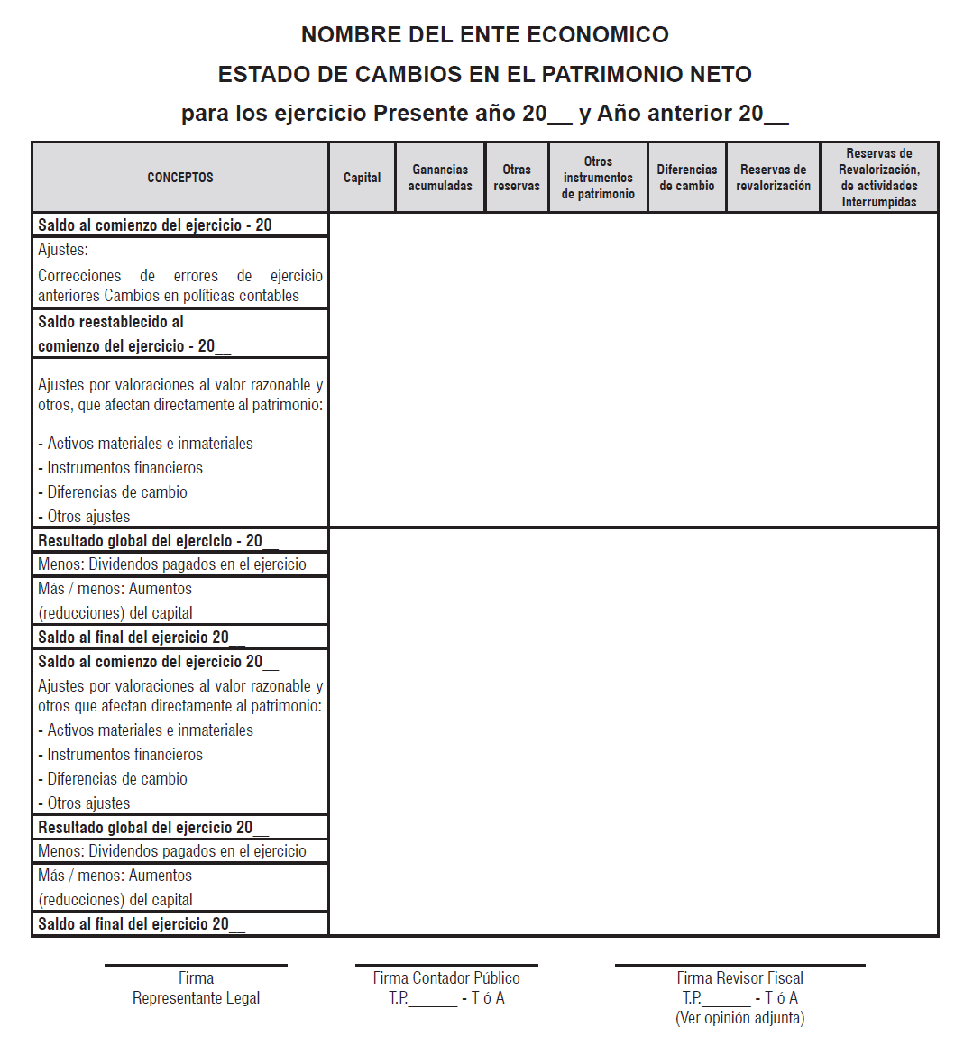 NOMBRE DEL ENTE ECONOMICO
ESTADO DE CAMBIOS EN EL PATRIMONIO NETO
para los ejercicio Presente año 20__ y Año anterior 20__
CONCEPTOS
Capital
Ganancias
acumuladas
Otras
reservas
Otros
instrumentos
de patrimonio
Diferencias
de cambio
Reservas de
revalorización
Reservas de
Revalorización,
de actividades
Interrumpidas
Saldo al comienzo del ejercicio - 20
Ajustes:
Correcciones de errores de ejercicio
anteriores Cambios en políticas contables
Saldo reestablecido al
comienzo del ejercicio - 20__
Ajustes por valoraciones al valor razonable y
otros, que afectan directamente al patrimonio:
- Activos materiales e inmateriales
- Instrumentos financieros
- Diferencias de cambio
- Otros ajustes
Resultado global del ejercicio - 20__
Menos: Dividendos pagados en el ejercicio
Más / menos: Aumentos
(reducciones) del capital
Saldo al final del ejercicio 20__
Saldo al comienzo del ejercicio 20__
Ajustes por valoraciones al valor razonable y
otros que afectan directamente al patrimonio:
- Activos materiales e inmateriales
- Instrumentos financieros
- Diferencias de cambio
- Otros ajustes
Resultado global del ejercicio 20__
Menos: Dividendos pagados en el ejercicio
Más / menos: Aumentos
(reducciones) del capital
Saldo al final del ejercicio 20__
Firma
Representante Legal
Firma Contador Público
T.P.______ - T ó A
Firma Revisor Fiscal
T.P.______ - T ó A
(Ver opinión adjunta)